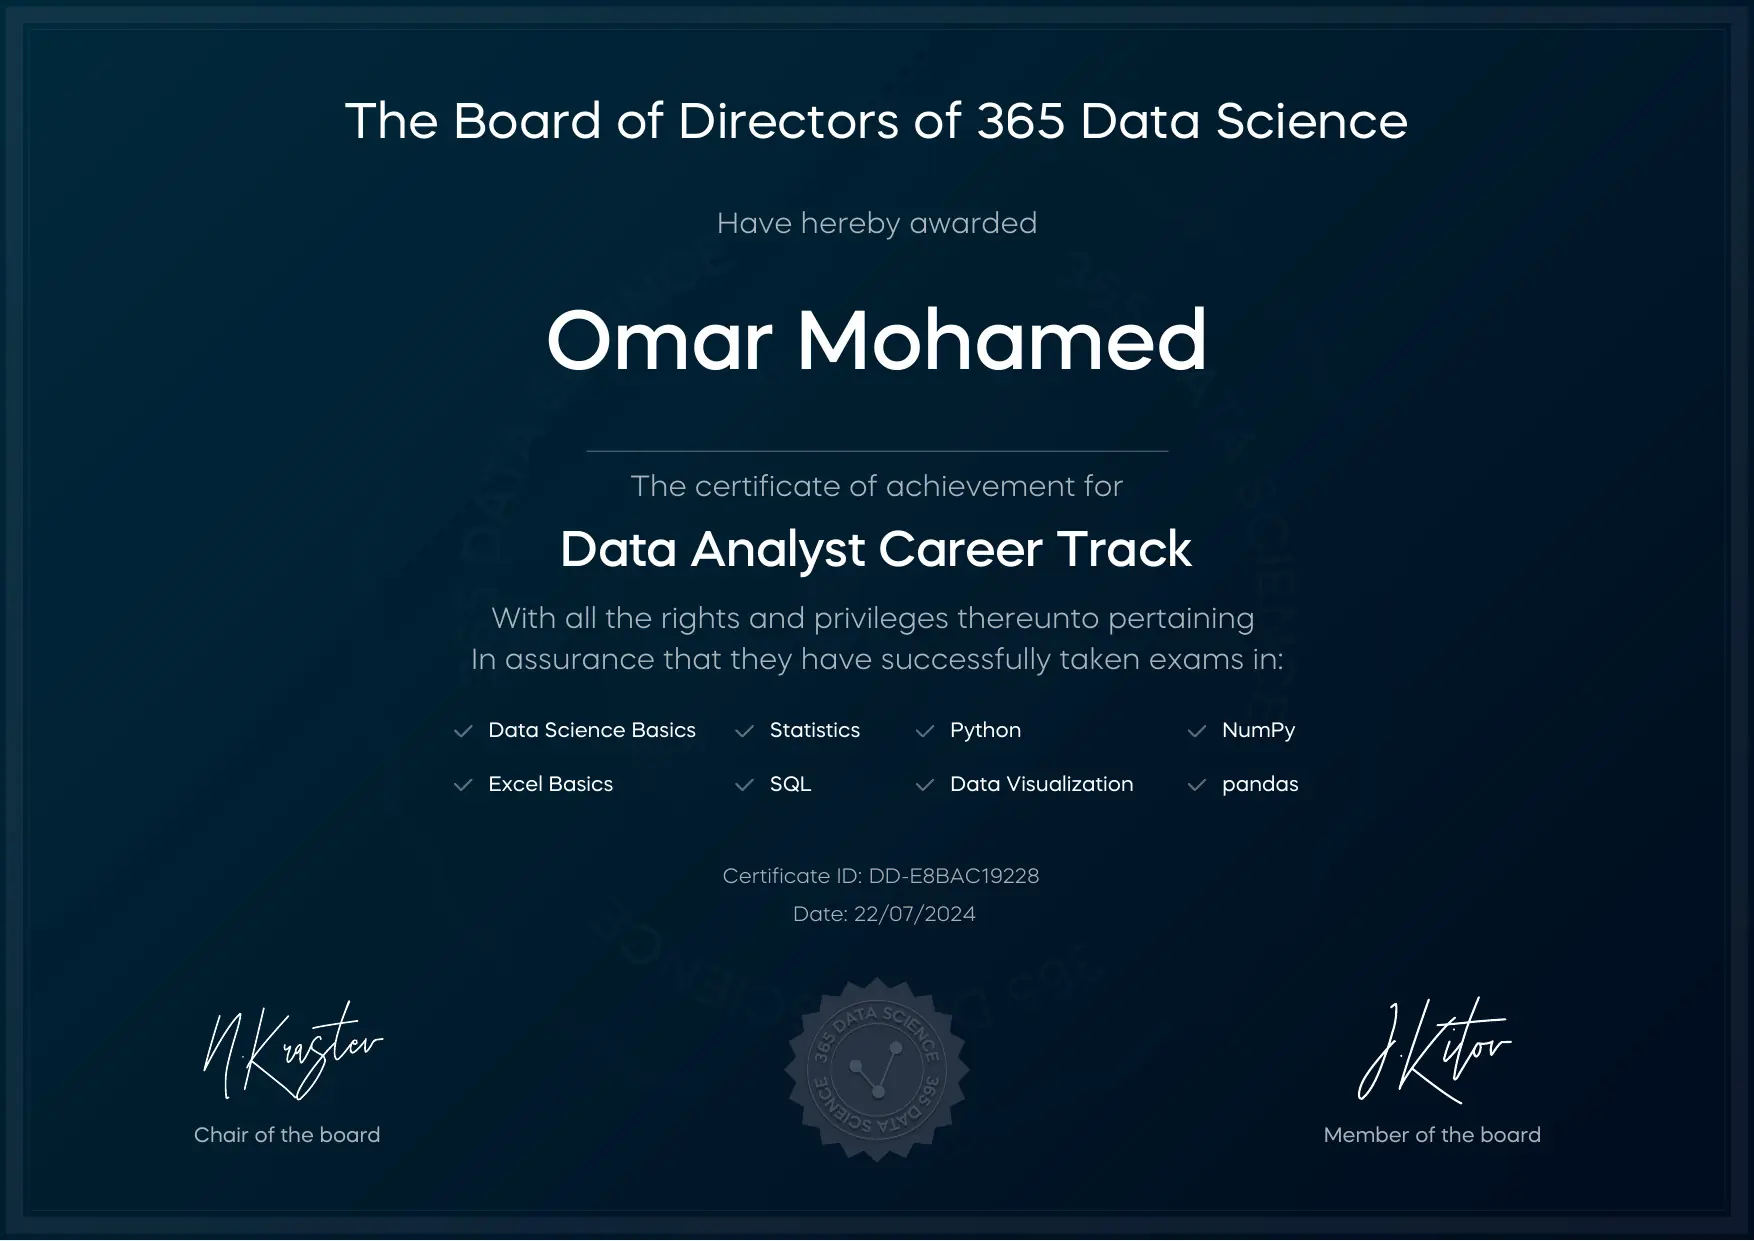 The Board of Directors of 365 Data Science
Have hereby awarded
Omar Mohamed
The certificate of achievement for
Data Analyst Career Track
With all the rights and privileges thereunto pertaining
In assurance that they have successfully taken exams in:
Data Science Basics Statistics Python NumPy
Excel Basics SQL Data Visualization pandas
Certificate ID: DD-E8BAC19228
Date: 22/07/2024
N.Krastev
Chair of the board
365 DATA SCIENCE 365 DATA SCIENCE
J.Kitov
Member of the board